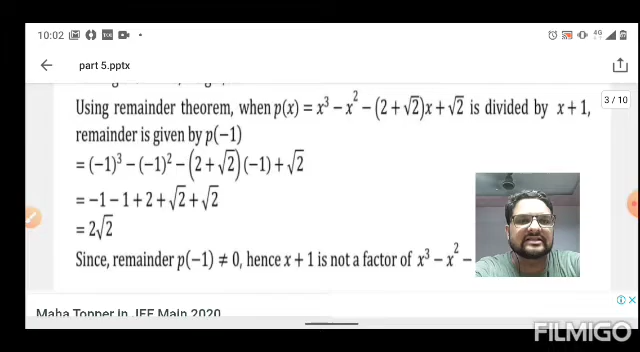 10:02
4G
part 5.pptx
3 / 10
Using remainder theorem, when p(x) = x³ − x² − (2 + √2)x + √2 is divided by x + 1,
remainder is given by p(−1)
= (−1)³ − (−1)² − (2 + √2)(−1) + √2
= −1 − 1 + 2 + √2 + √2
= 2√2
Since, remainder p(−1) ≠ 0, hence x + 1 is not a factor of x³ − x² −
Maha Topper in JEE Main 2020
FILMIGO